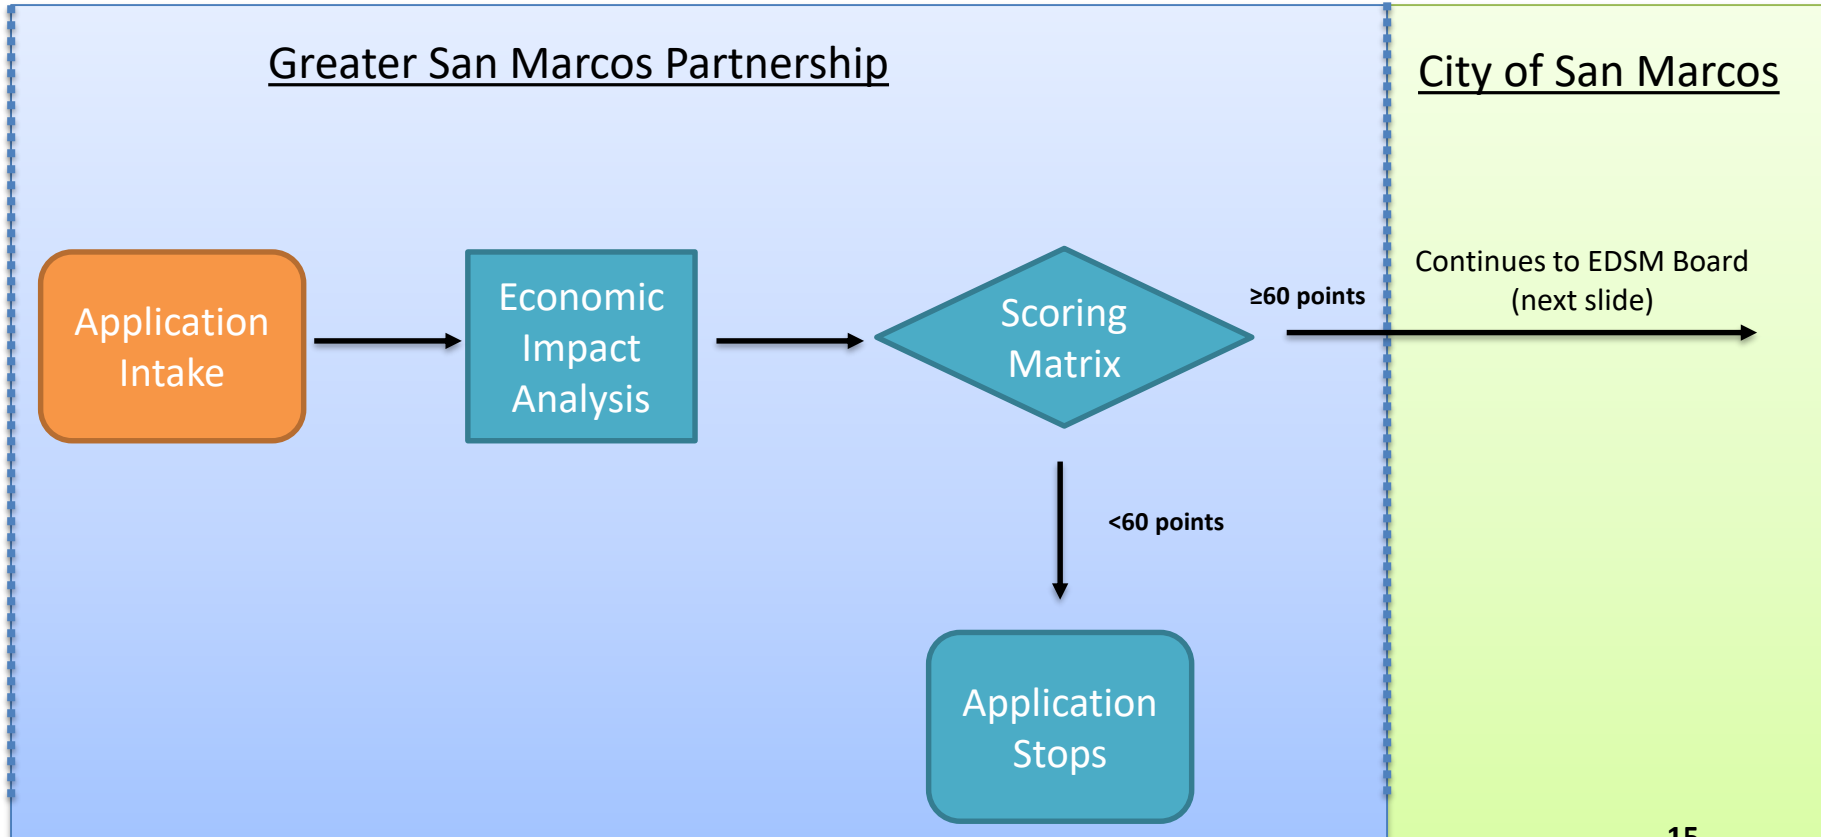 Greater San Marcos Partnership
City of San Marcos
Application
Intake
Economic
Impact
Analysis
Scoring
Matrix
≥60 points
Continues to EDSM Board
(next slide)
<60 points
Application
Stops
15